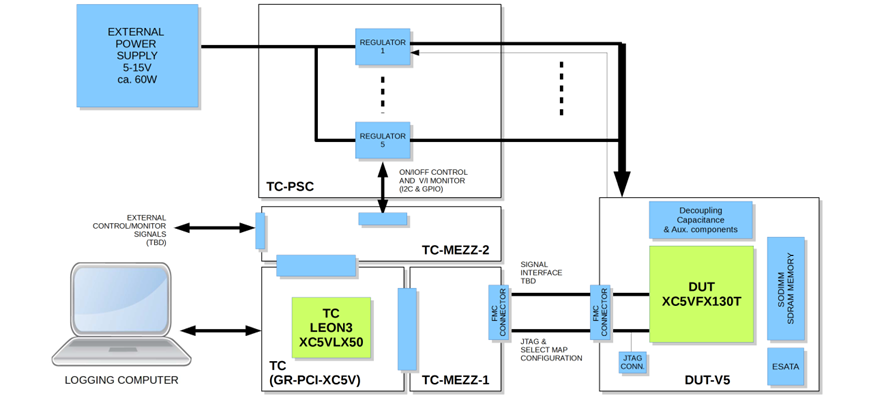 EXTERNAL
POWER
SUPPLY
5-15V
ca. 60W
REGULATOR
1
REGULATOR
5
TC-PSC
ON/IOFF CONTROL
AND V/I MONITOR
(I2C & GPIO)
EXTERNAL
CONTROL/MONITOR
SIGNALS
(TBD)
TC-MEZZ-2
Decoupling
Capacitance
& Aux. components
SIGNAL
INTERFACE
TBD
DUT
XC5VFX130T
SODIMM
SDRAM MEMORY
TC
LEON3
XC5VLX50
FMC
CONNECTOR
FMC
CONNECTOR
JTAG &
SELECT MAP
CONFIGURATION
JTAG
CONN.
ESATA
LOGGING COMPUTER
TC
(GR-PCI-XC5V)
TC-MEZZ-1
DUT-V5